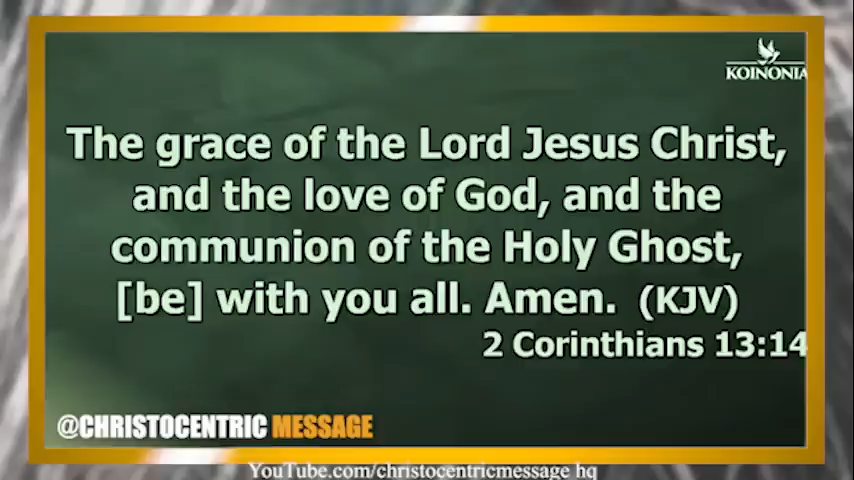 KOINONIA
The grace of the Lord Jesus Christ,
and the love of God, and the
communion of the Holy Ghost,
[be] with you all. Amen. (KJV)
2 Corinthians 13:14
@CHRISTOCENTRIC MESSAGE
YouTube.com/christocentricmessage hq